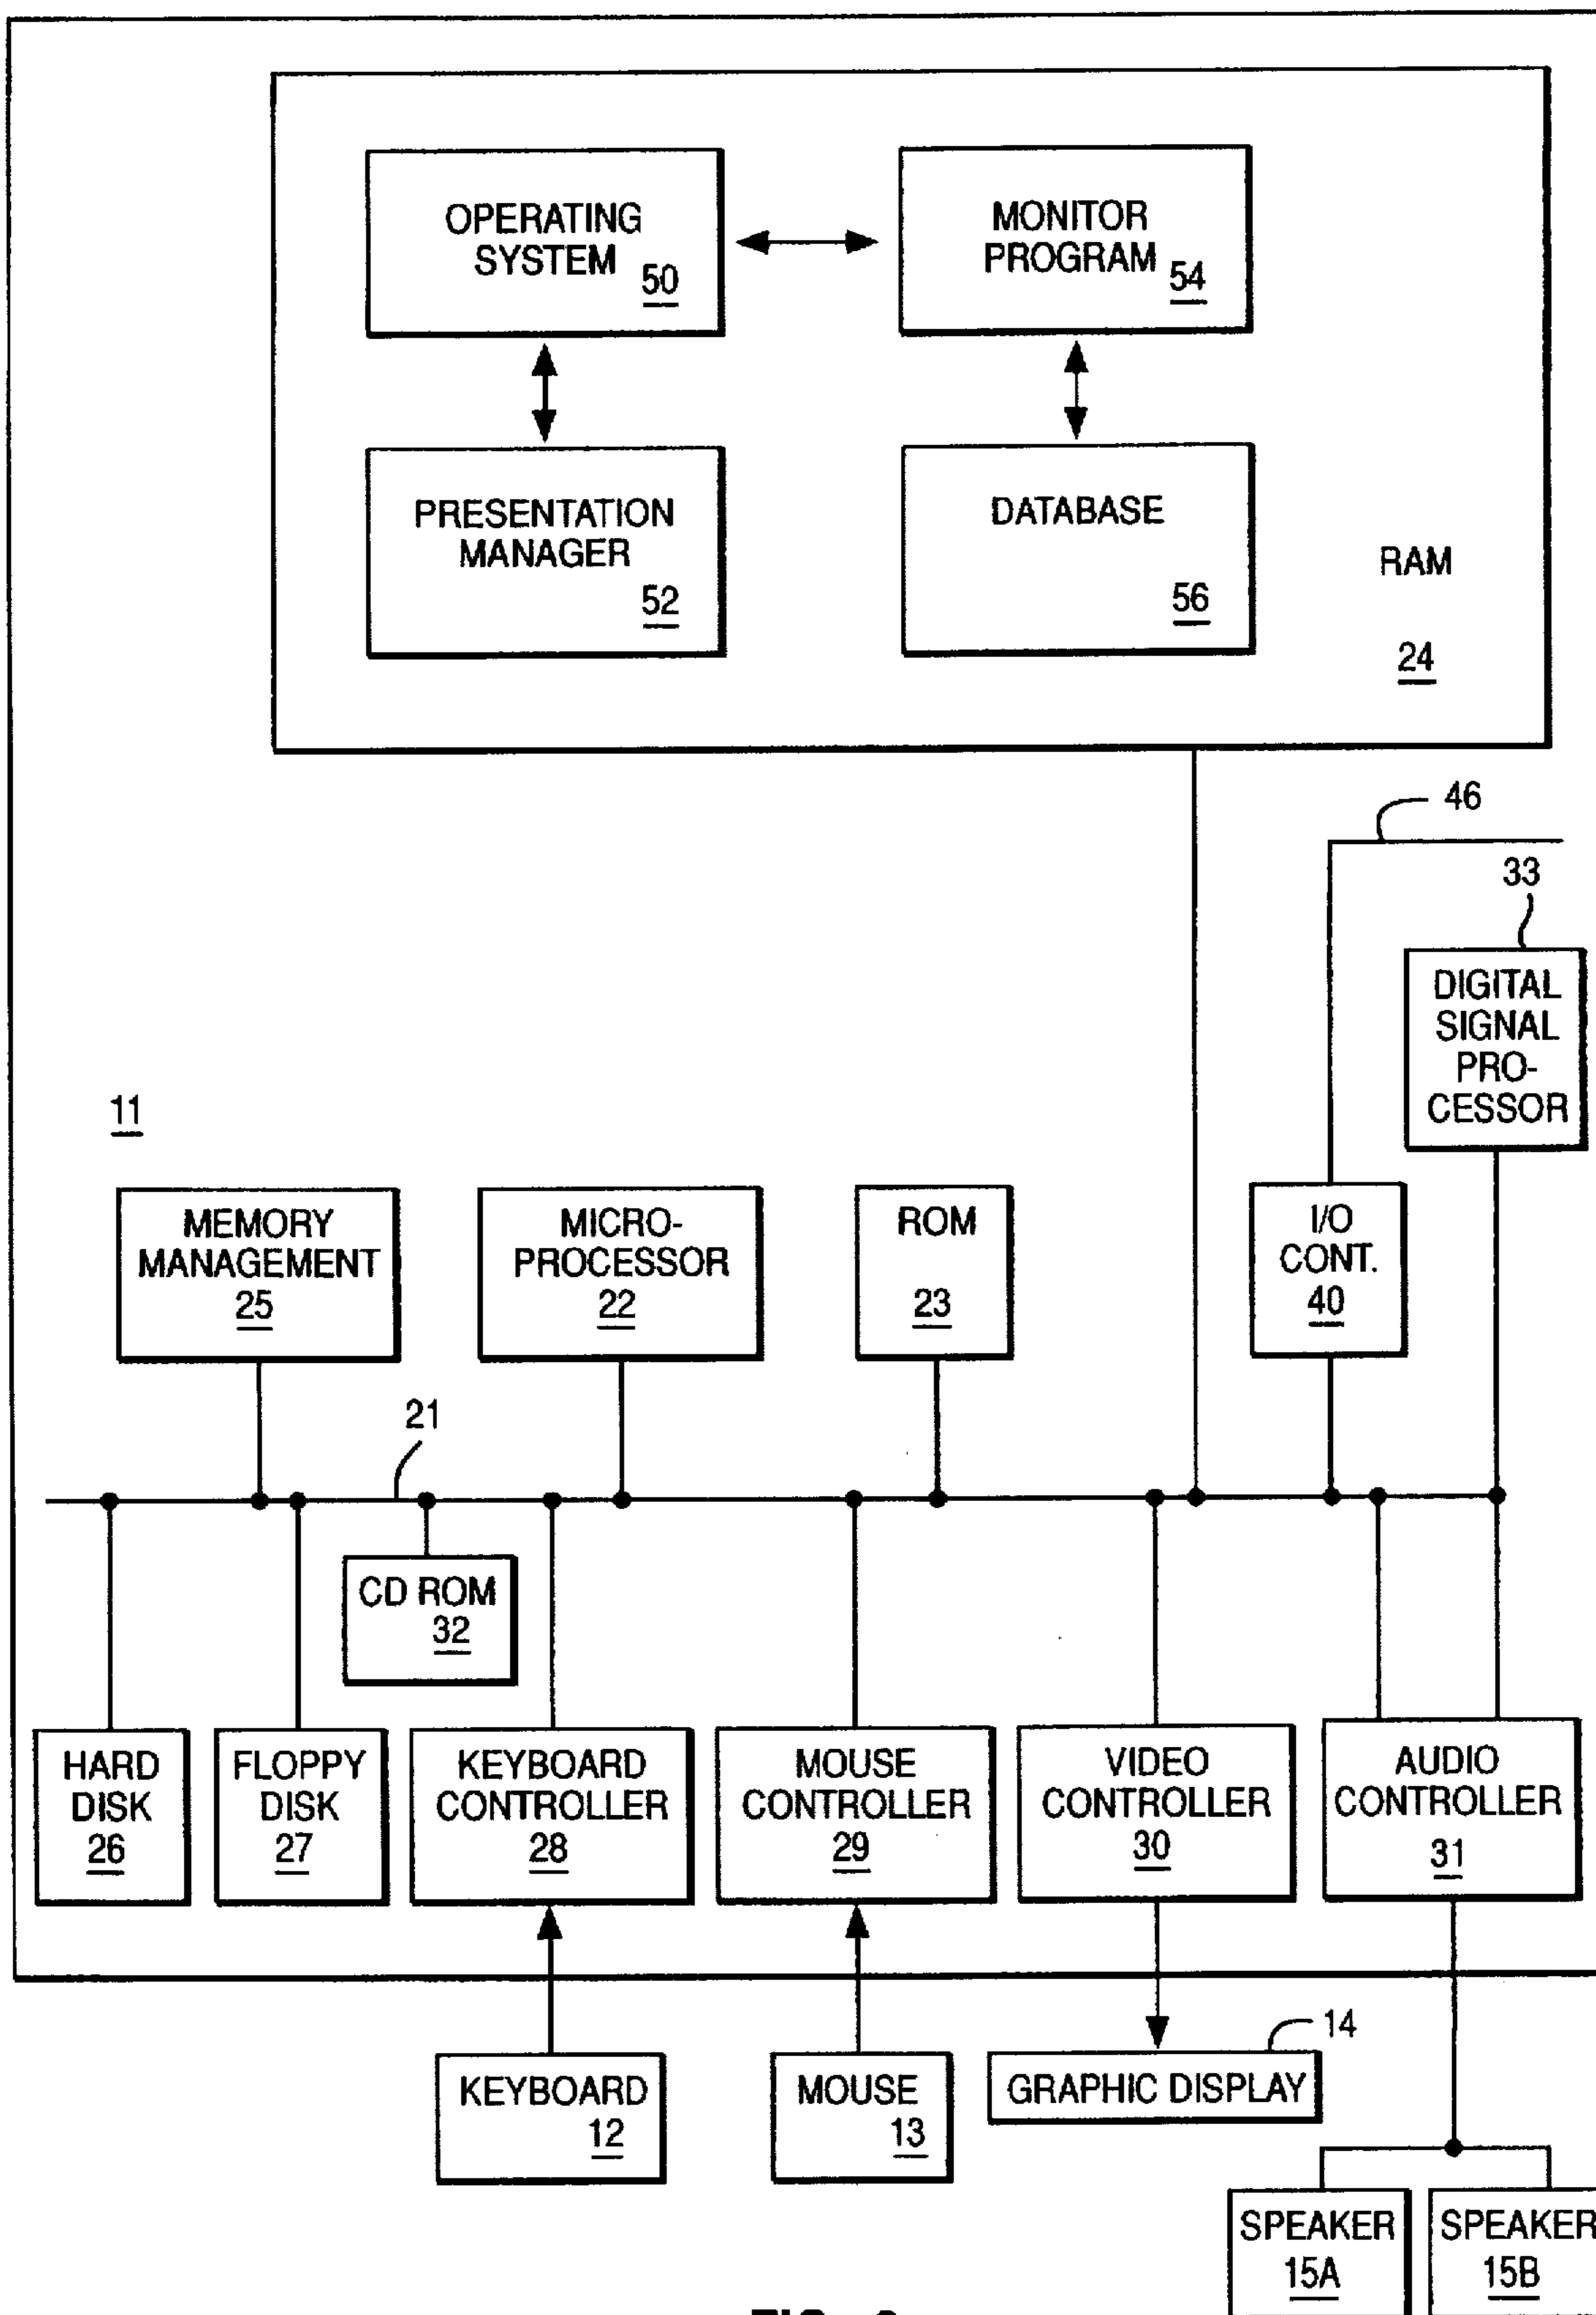 OPERATING
SYSTEM
50
MONITOR
PROGRAM
54
PRESENTATION
MANAGER
52
DATABASE
56
RAM
24
46
33
DIGITAL
SIGNAL
PRO-
CESSOR
11
MEMORY
MANAGEMENT
25
MICRO-
PROCESSOR
22
ROM
23
I/O
CONT.
40
21
CD ROM
32
HARD
DISK
26
FLOPPY
DISK
27
KEYBOARD
CONTROLLER
28
MOUSE
CONTROLLER
29
VIDEO
CONTROLLER
30
AUDIO
CONTROLLER
31
KEYBOARD
12
MOUSE
13
14
GRAPHIC DISPLAY
SPEAKER
15A
SPEAKER
15B